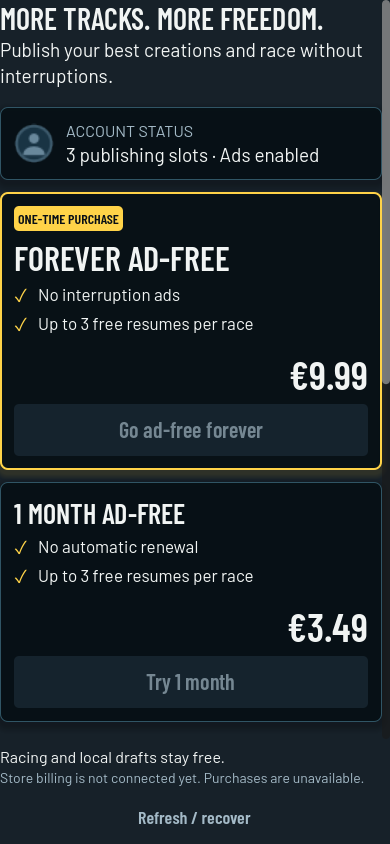 MORE TRACKS. MORE FREEDOM.
Publish your best creations and race without
interruptions.
ACCOUNT STATUS
3 publishing slots · Ads enabled
ONE-TIME PURCHASE
FOREVER AD-FREE
✓ No interruption ads
✓ Up to 3 free resumes per race
€9.99
Go ad-free forever
1 MONTH AD-FREE
✓ No automatic renewal
✓ Up to 3 free resumes per race
€3.49
Try 1 month
Racing and local drafts stay free.
Store billing is not connected yet. Purchases are unavailable.
Refresh / recover